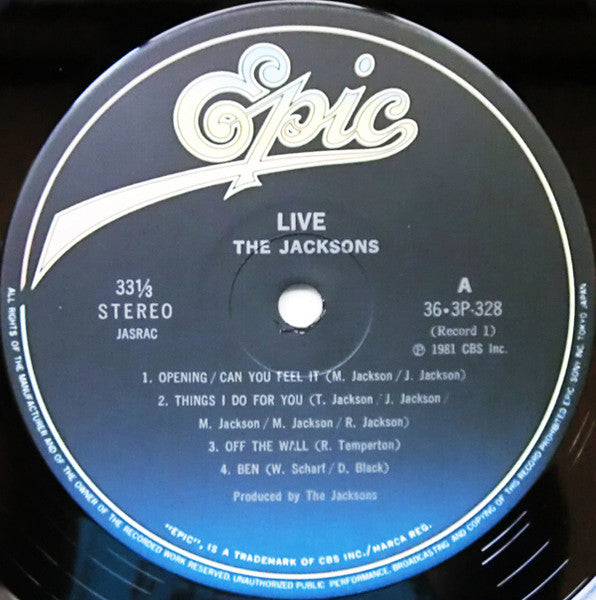 Epic
LIVE
THE JACKSONS
33⅓
STEREO
JASRAC
A
36・3P-328
(Record 1)
Ⓟ 1981 CBS Inc.
1. OPENING / CAN YOU FEEL IT (M. Jackson / J. Jackson)
2. THINGS I DO FOR YOU (T. Jackson / J. Jackson /
M. Jackson / M. Jackson / R. Jackson)
3. OFF THE WALL (R. Temperton)
4. BEN (W. Scharf / D. Black)
Produced by The Jacksons
"EPIC", IS A TRADEMARK OF CBS INC./MARCA REG.
ALL RIGHTS OF THE MANUFACTURER AND OF THE OWNER OF THE RECORDED WORK RESERVED. UNAUTHORIZED PUBLIC PERFORMANCE, BROADCASTING AND COPYING OF THIS RECORD PROHIBITED EPIC・SONY INC. TOKYO JAPAN